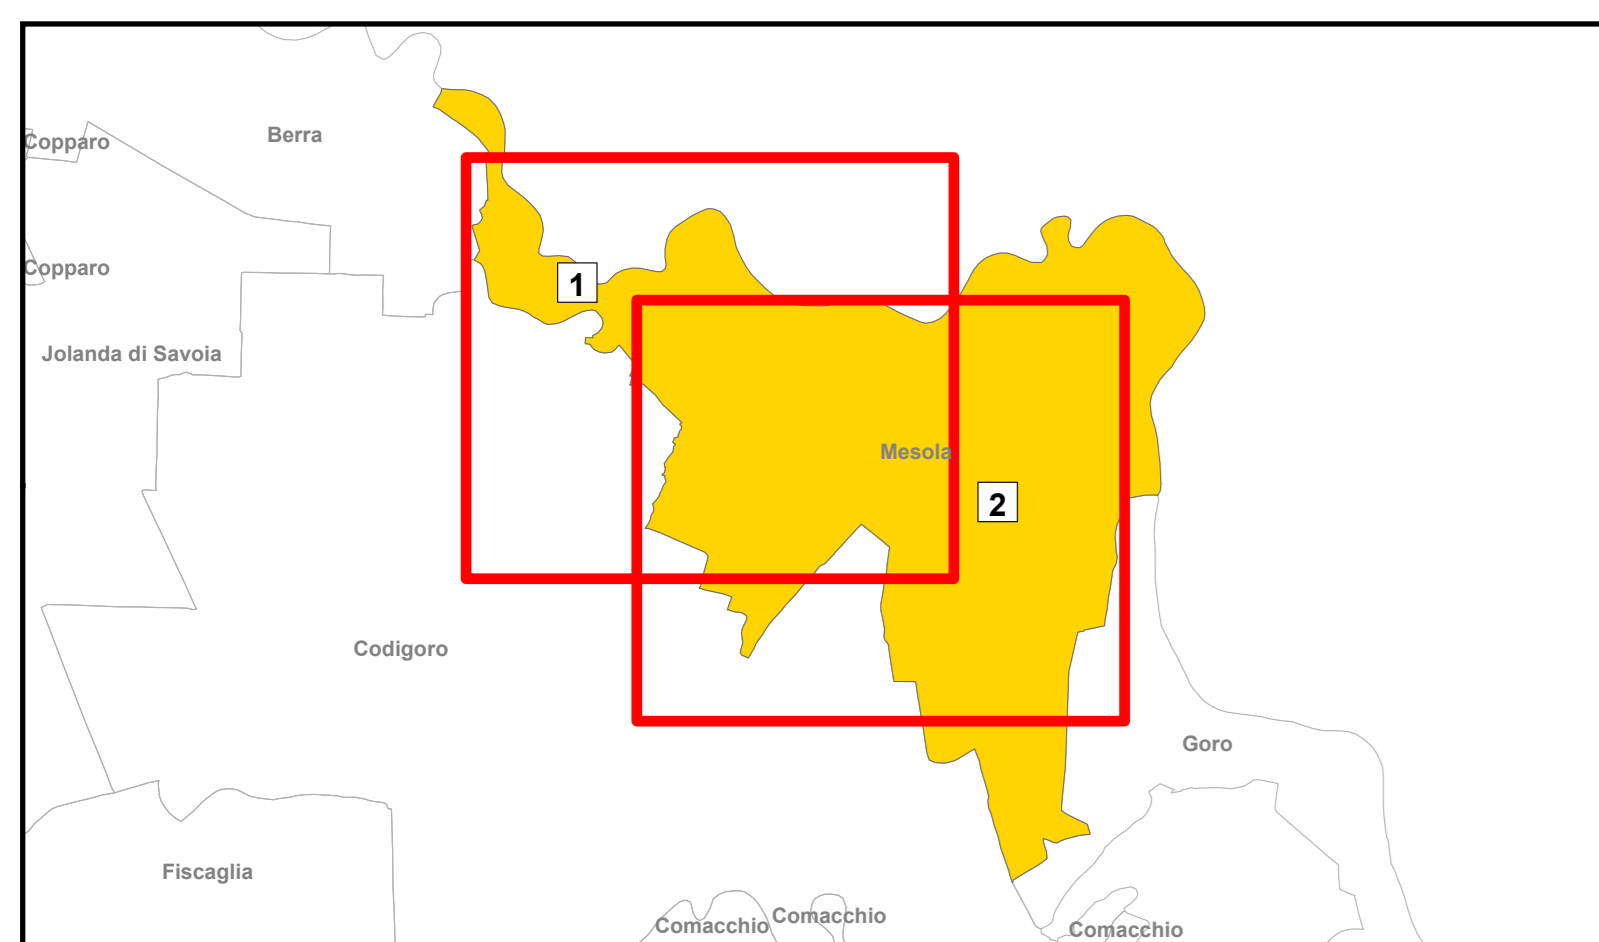 Berra
Copparo
Copparo
1
Jolanda di Savoia
Mesola
2
Codigoro
Goro
Fiscaglia
Comacchio
Comacchio
Comacchio